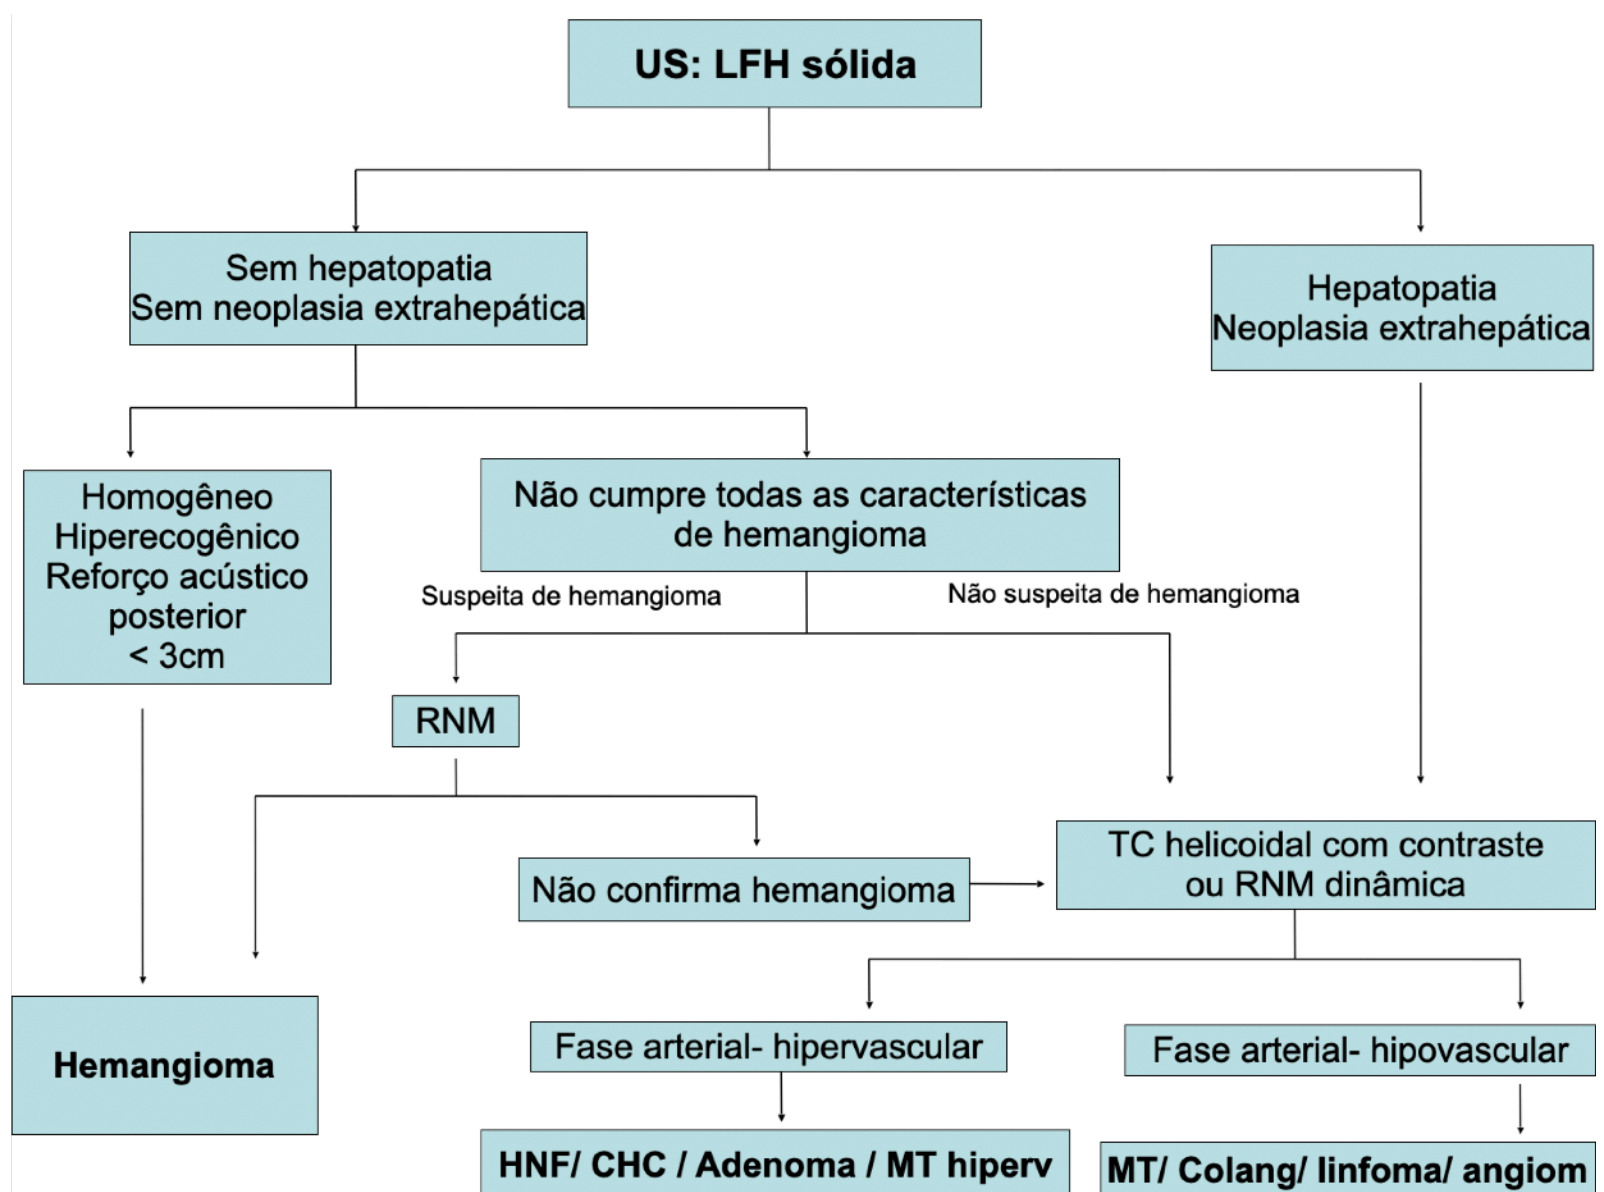 US: LFH sólida
Sem hepatopatia
Sem neoplasia extrahepática
Hepatopatia
Neoplasia extrahepática
Homogêneo
Hiperecogênico
Reforço acústico
posterior
< 3cm
Não cumpre todas as características
de hemangioma
Suspeita de hemangioma
Não suspeita de hemangioma
RNM
Não confirma hemangioma
TC helicoidal com contraste
ou RNM dinâmica
Hemangioma
Fase arterial- hipervascular
Fase arterial- hipovascular
HNF/ CHC / Adenoma / MT hiperv
MT/ Colang/ linfoma/ angiom